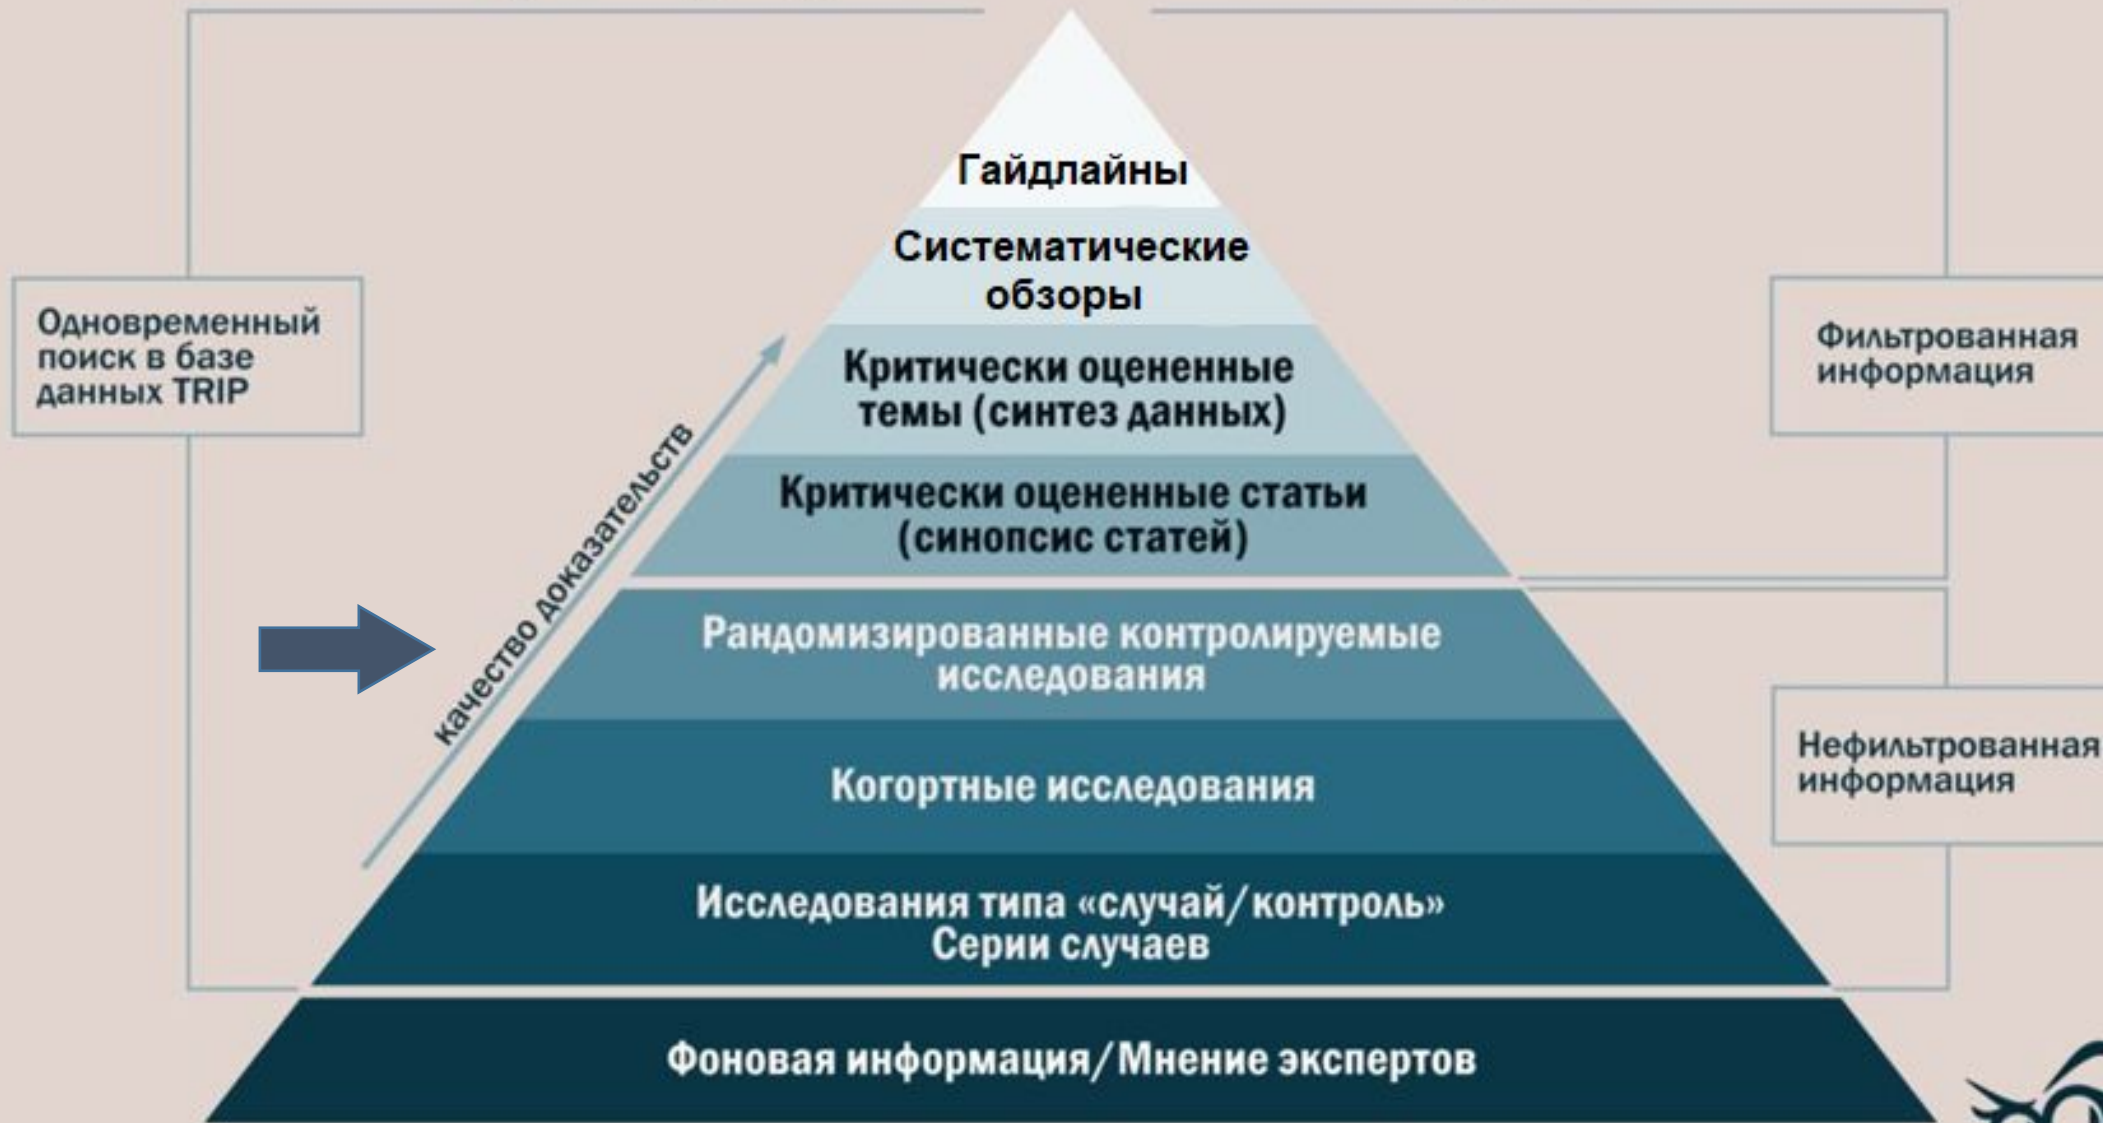 Гайдлайны
Систематические
обзоры
Одновременный
поиск в базе
данных TRIP
Фильтрованная
информация
Критически оцененные
темы (синтез данных)
качество доказательств
Критически оцененные статьи
(синопсис статей)
Рандомизированные контролируемые
исследования
Когортные исследования
Нефильтрованная
информация
Исследования типа «случай/контроль»
Серии случаев
Фоновая информация/Мнение экспертов